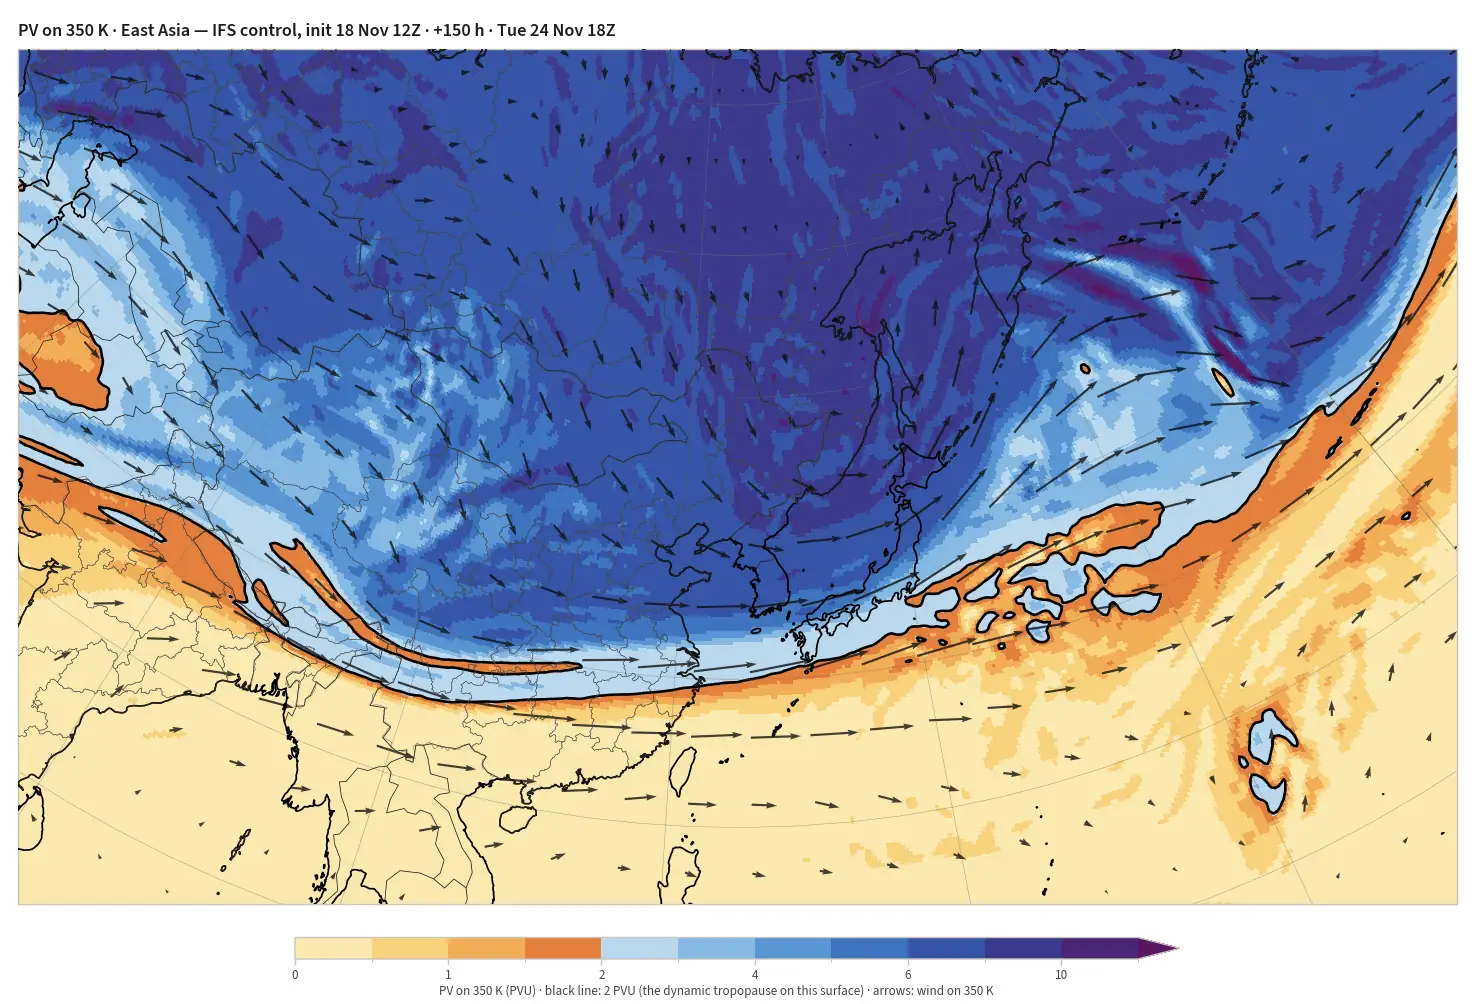 PV on 350 K · East Asia — IFS control, init 18 Nov 12Z · +150 h · Tue 24 Nov 18Z
0 1 2 4 6 10
PV on 350 K (PVU) · black line: 2 PVU (the dynamic tropopause on this surface) · arrows: wind on 350 K